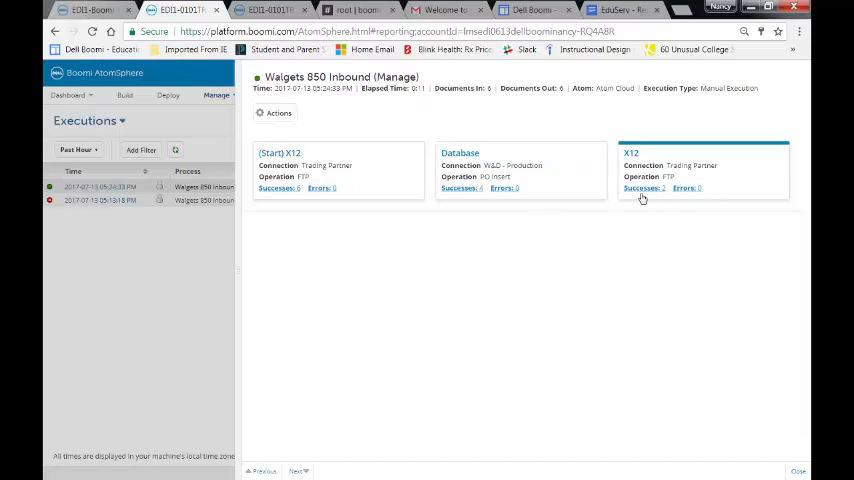 EDI1-Boomi
EDI1-0101TR
EDI1-0101TR
root | boom
Welcome to
Dell Boomi -
EduServ - Re
Nancy
Secure
https://platform.boomi.com/AtomSphere.html#reporting;accountId=lmsedi0613dellboominancy-RQ4A8R
Dell Boomi - Educati
Imported From IE
Student and Parent
Home Email
Blink Health: Rx Price
Slack
Instructional Design
60 Unusual College S
»
Boomi AtomSphere
Dashboard
Build
Deploy
Manage
Executions
Past Hour
Add Filter
Time
Process
2017-07-13 05:24:33 PM
Walgets 850 Inboun
2017-07-13 05:13:18 PM
Walgets 850 Inboun
All times are displayed in your machine's local time zone
Walgets 850 Inbound (Manage)
Time: 2017-07-13 05:24:33 PM | Elapsed Time: 0:11 | Documents In: 6 | Documents Out: 6 | Atom: Atom Cloud | Execution Type: Manual Execution
Actions
(Start) X12
Connection Trading Partner
Operation FTP
Successes: 6 Errors: 0
Database
Connection W&D - Production
Operation PO Insert
Successes: 4 Errors: 0
X12
Connection Trading Partner
Operation FTP
Successes: 2 Errors: 0
Previous
Next
Close